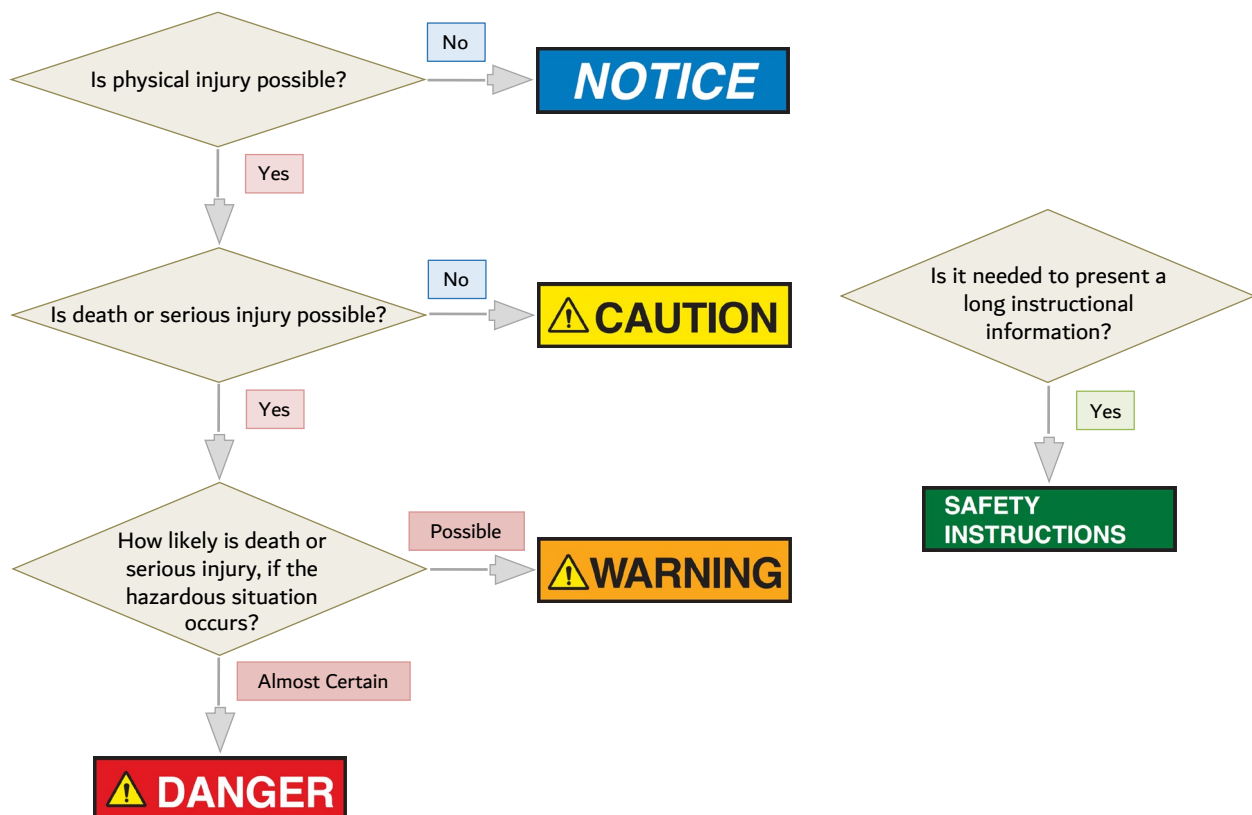 Is physical injury possible?
No
NOTICE
Yes
Is death or serious injury possible?
No
CAUTION
Yes
How likely is death or
serious injury, if the
hazardous situation
occurs?
Possible
WARNING
Almost Certain
DANGER
Is it needed to present a
long instructional
information?
Yes
SAFETY
INSTRUCTIONS